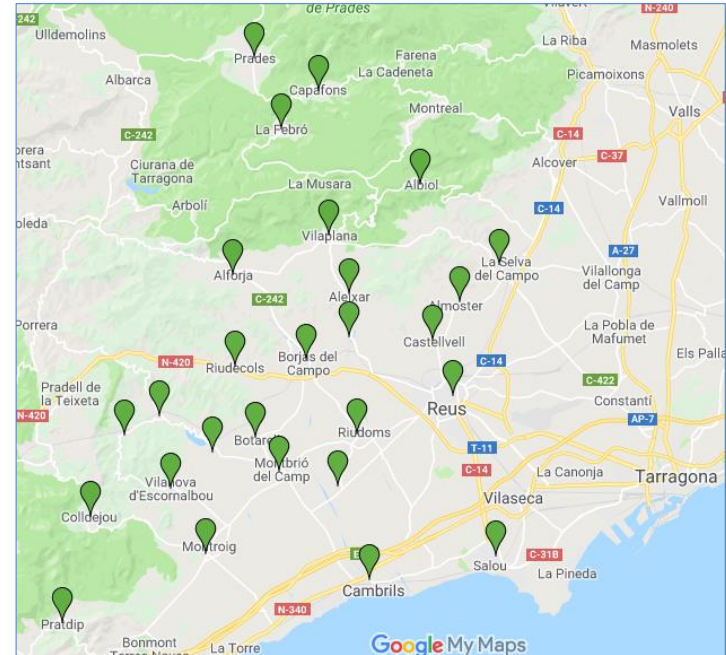 de Prades
N-240
242
Ulldemolins
Vilavert
La Riba
Masmolets
Prades
Farena
La Cadeneta
Picamoixons
Albarca
Capafons
Montreal
Valls
La Febró
C-242
C-14
C-37
Ciurana de
Tarragona
La Musara
Albiol
Alcover
Arbolí
Vallmoll
C-14
Vilaplana
A-27
La Selva
del Campo
Vilallonga
del Camp
Alforja
Aleixar
Almoster
C-242
Porrera
La Pobla de
Mafumet
Castellvell
Borjas del
Campo
Riudecols
N-420
C-14
Els Palla
C-422
Pradell de
la Teixeta
Constantí
N-420
Reus
AP-7
Riudoms
Botarell
T-11
Montbrió
del Camp
C-14
La Canonja
Tarragona
Vilanova
d'Escornalbou
Vilaseca
Colldejou
Montroig
Salou
C-31B
La Pineda
Cambrils
N-340
Pratdip
Bonmont
La Torre
Google My Maps